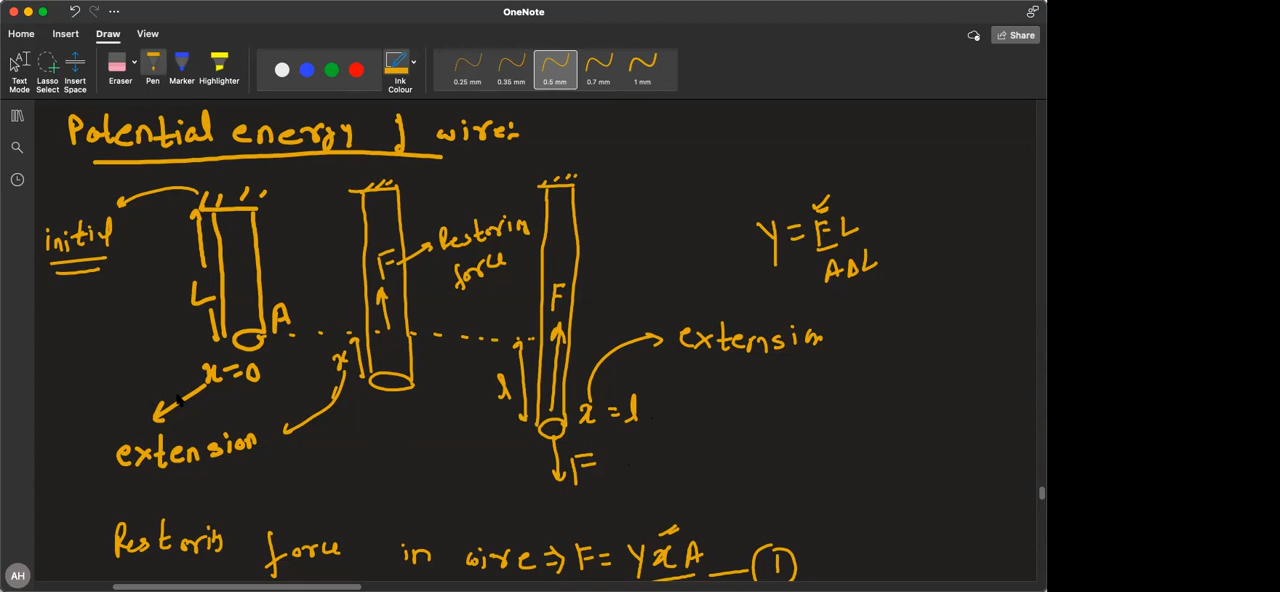 OneNote
Home Insert Draw View
Share
Text Mode
Lasso Select
Insert Space
Eraser
Pen
Marker
Highlighter
Ink Colour
0.25 mm
0.35 mm
0.5 mm
0.7 mm
1 mm
Potential energy of wire:
initial
L
A
x=0
extension
F
Restorin
force
x
F
l
x = l
F
extension
Y = FL
AΔL
Restorin force in wire ⇒ F = YxA — ①
AH